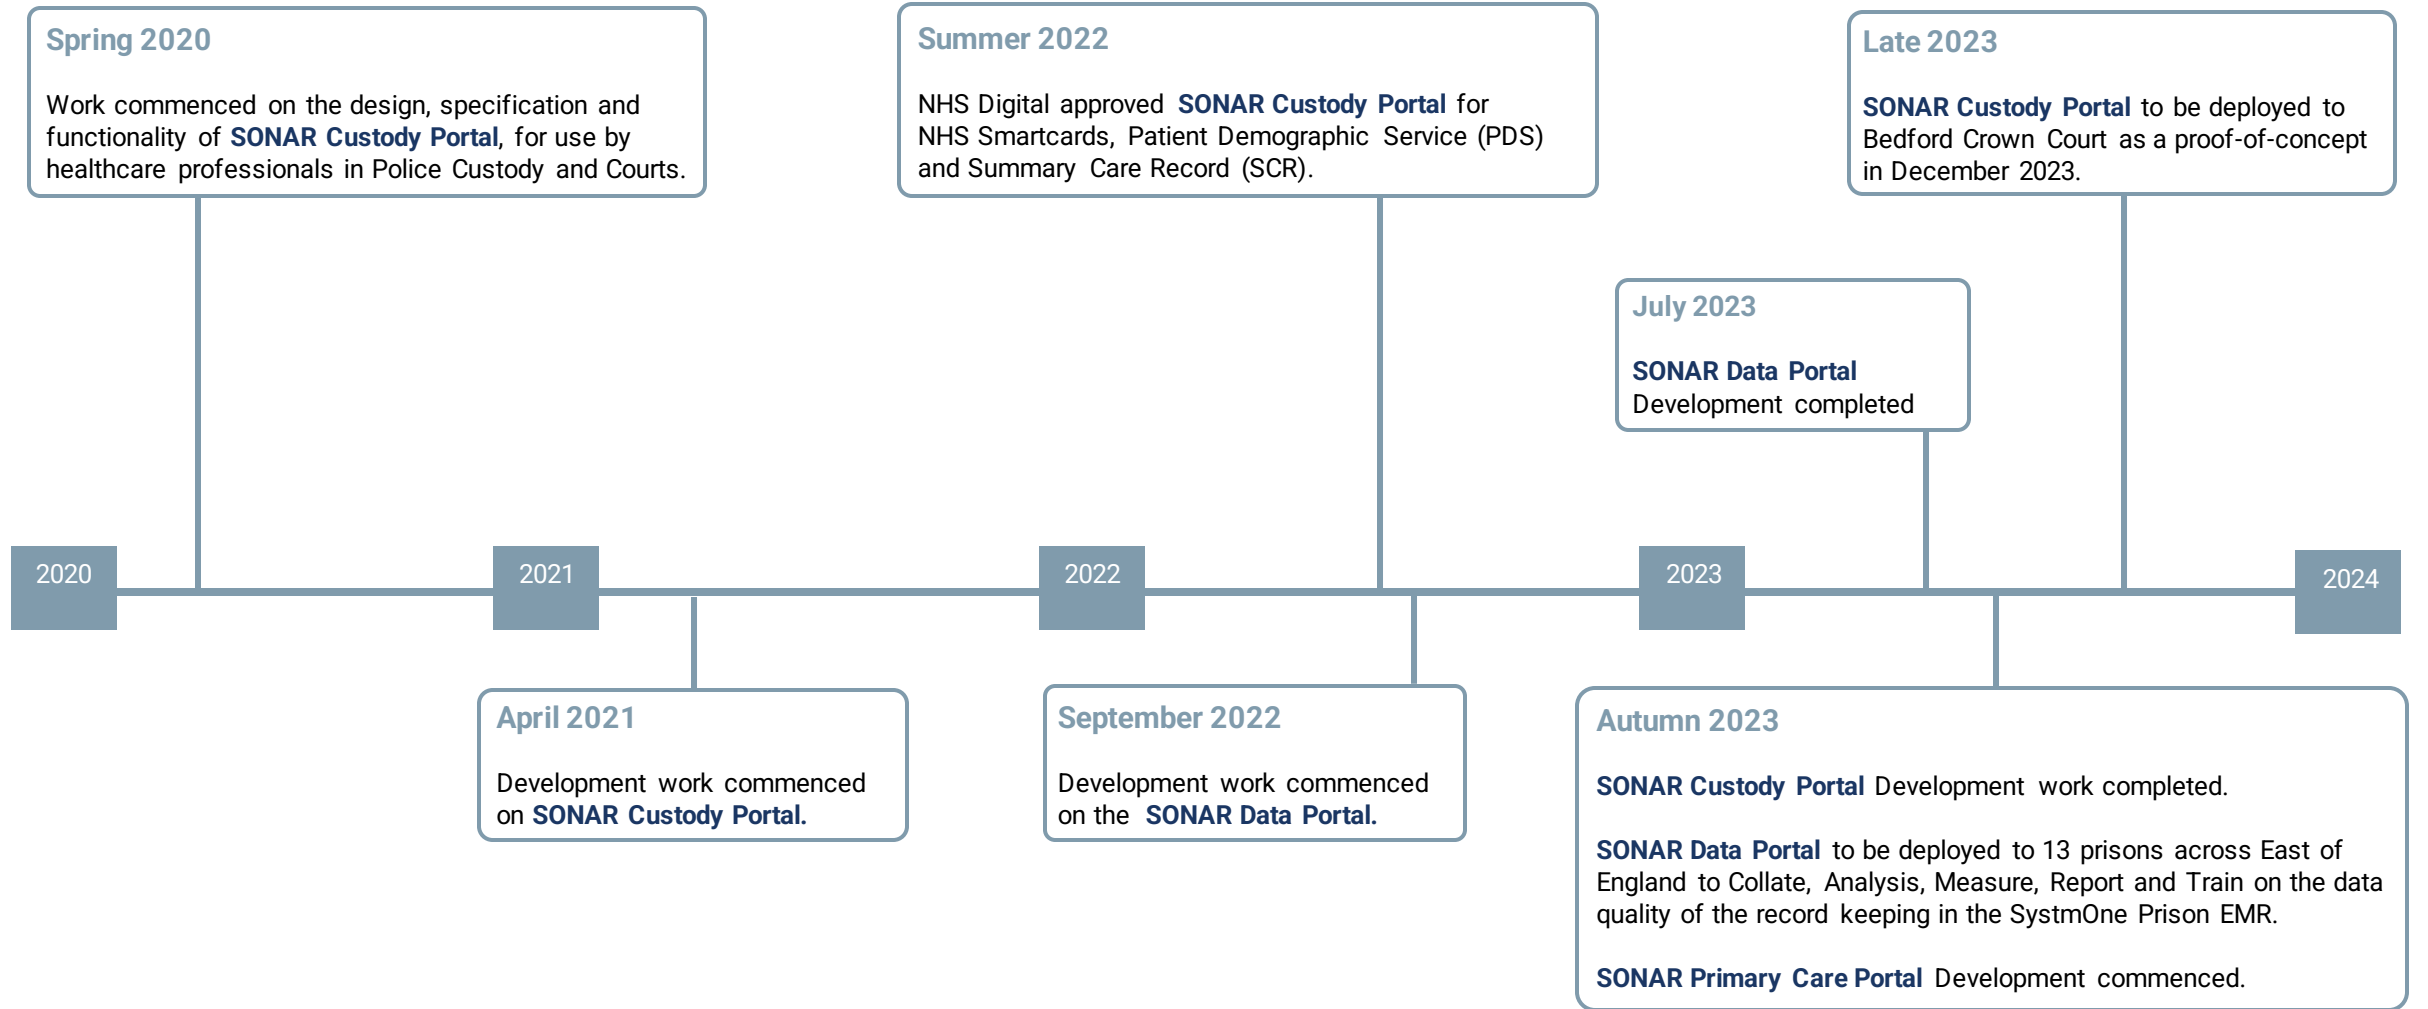 Spring 2020
Work commenced on the design, specification and
functionality of SONAR Custody Portal, for use by
healthcare professionals in Police Custody and Courts.
Summer 2022
NHS Digital approved SONAR Custody Portal for
NHS Smartcards, Patient Demographic Service (PDS)
and Summary Care Record (SCR).
Late 2023
SONAR Custody Portal to be deployed to
Bedford Crown Court as a proof-of-concept
in December 2023.
July 2023
SONAR Data Portal
Development completed
2020
2021
2022
2023
2024
April 2021
Development work commenced
on SONAR Custody Portal.
September 2022
Development work commenced
on the SONAR Data Portal.
Autumn 2023
SONAR Custody Portal Development work completed.
SONAR Data Portal to be deployed to 13 prisons across East of
England to Collate, Analysis, Measure, Report and Train on the data
quality of the record keeping in the SystmOne Prison EMR.
SONAR Primary Care Portal Development commenced.